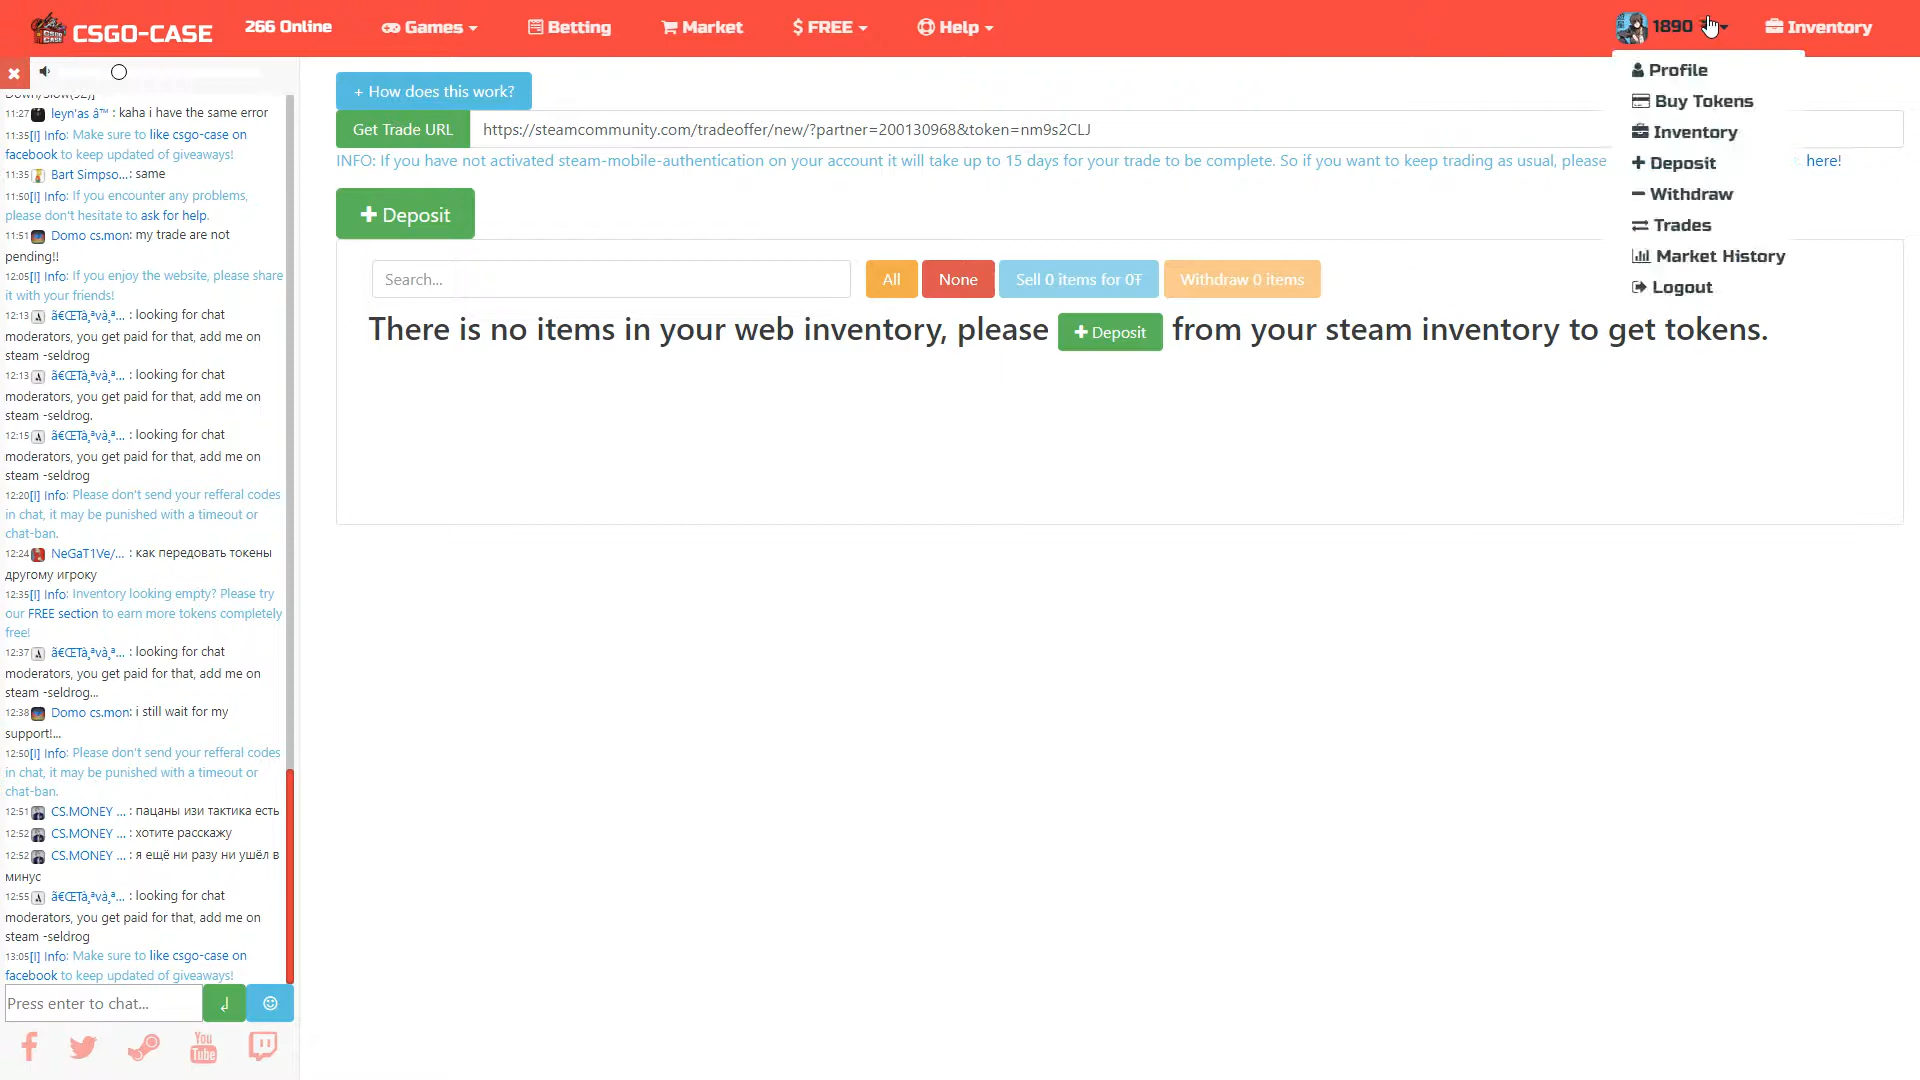 CSGO-CASE
266 Online
Games
Betting
Market
$ FREE
Help
1890
Inventory
Profile
Buy Tokens
Inventory
Deposit
Withdraw
Trades
Market History
Logout
11:27 leyn'as â™ : kaha i have the same error
11:35[I] Info: Make sure to like csgo-case on
facebook to keep updated of giveaways!
11:35 Bart Simpso...: same
11:50[I] Info: If you encounter any problems,
please don't hesitate to ask for help.
11:51 Domo cs.mon: my trade are not
pending!!
12:05[I] Info: If you enjoy the website, please share
it with your friends!
12:13 : looking for chat
moderators, you get paid for that, add me on
steam -seldrog
12:13 : looking for chat
moderators, you get paid for that, add me on
steam -seldrog.
12:15 : looking for chat
moderators, you get paid for that, add me on
steam -seldrog
12:20[I] Info: Please don't send your refferal codes
in chat, it may be punished with a timeout or
chat-ban.
12:24 NeGaT1Ve/... : как передовать токены
другому игроку
12:35[I] Info: Inventory looking empty? Please try
our FREE section to earn more tokens completely
free!
12:37 : looking for chat
moderators, you get paid for that, add me on
steam -seldrog...
12:38 Domo cs.mon: i still wait for my
support!...
12:50[I] Info: Please don't send your refferal codes
in chat, it may be punished with a timeout or
chat-ban.
12:51 CS.MONEY ... : пацаны изи тактика есть
12:52 CS.MONEY ... : хотите расскажу
12:52 CS.MONEY ... : я ещё ни разу ни ушёл в
минус
12:55 : looking for chat
moderators, you get paid for that, add me on
steam -seldrog
13:05[I] Info: Make sure to like csgo-case on
facebook to keep updated of giveaways!
Press enter to chat...
You
Tube
+ How does this work?
Get Trade URL
https://steamcommunity.com/tradeoffer/new/?partner=200130968&token=nm9s2CLJ
INFO: If you have not activated steam-mobile-authentication on your account it will take up to 15 days for your trade to be complete. So if you want to keep trading as usual, please here!
Deposit
Search...
All
None
Sell 0 items for 0Ŧ
Withdraw 0 items
There is no items in your web inventory, please + Deposit from your steam inventory to get tokens.